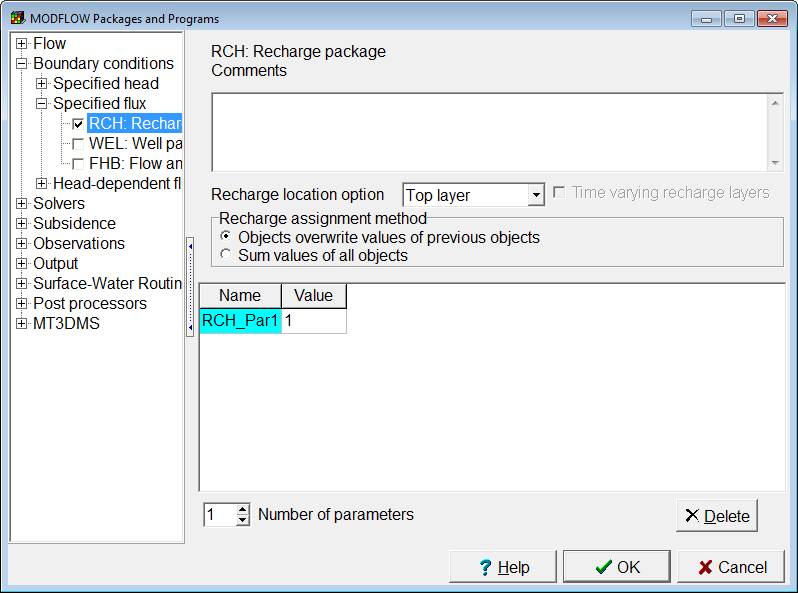 MODFLOW Packages and Programs
Flow
Boundary conditions
Specified head
Specified flux
RCH: Rechar
WEL: Well pa
FHB: Flow an
Head-dependent fl
Solvers
Subsidence
Observations
Output
Surface-Water Routin
Post processors
MT3DMS
RCH: Recharge package
Comments
Recharge location option Top layer Time varying recharge layers
Recharge assignment method
Objects overwrite values of previous objects
Sum values of all objects
Name Value
RCH_Par1 1
1 Number of parameters Delete
? Help OK Cancel